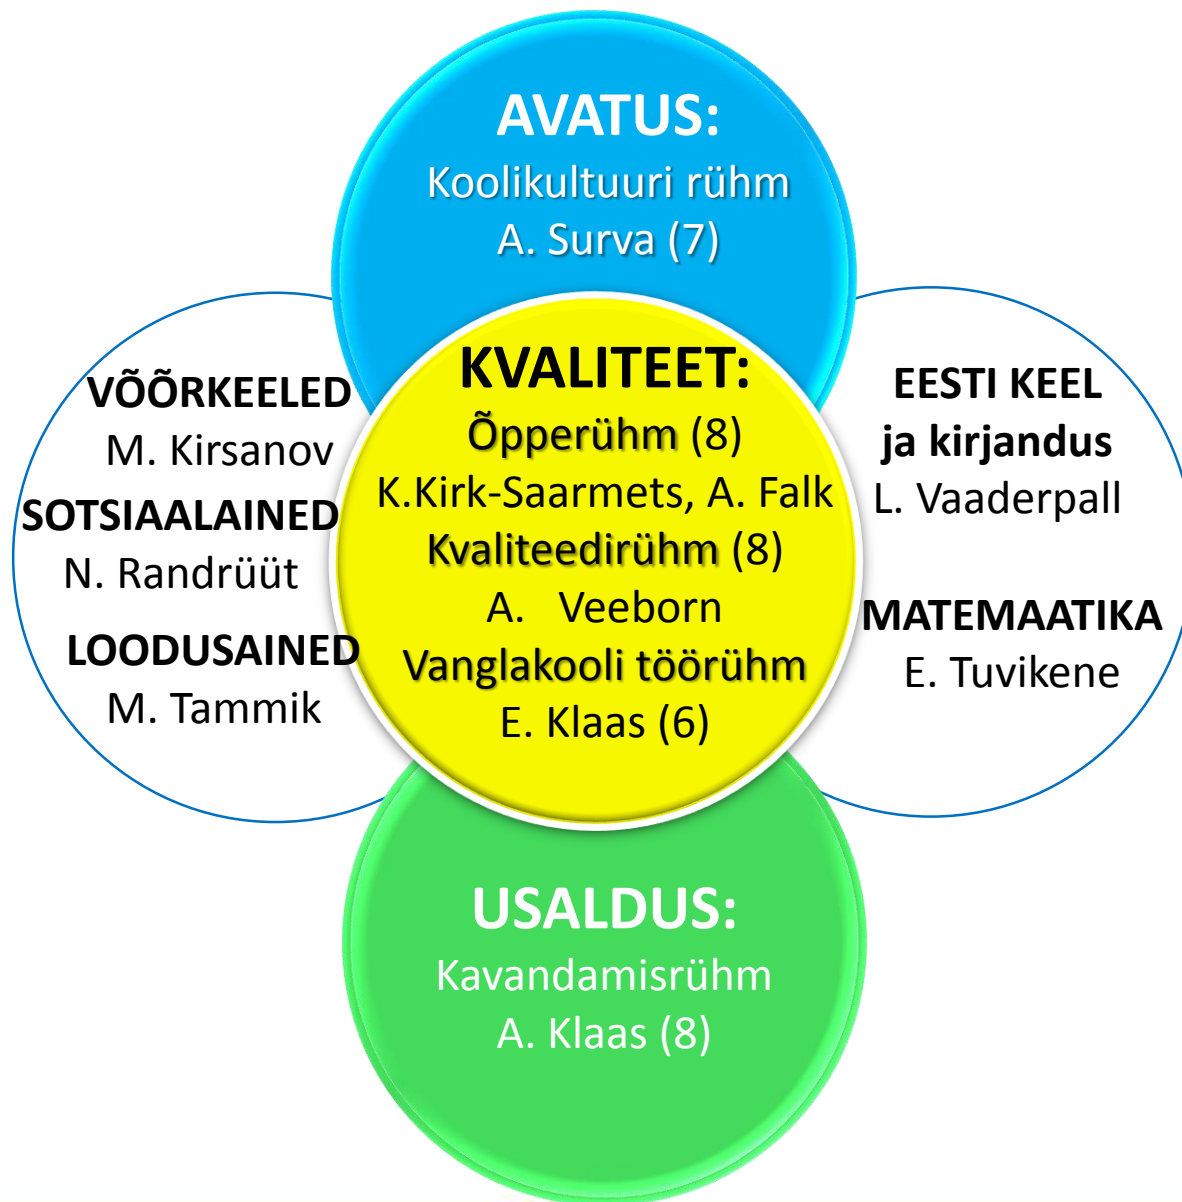 AVATUS:
Koolikultuuri rühm
A. Surva (7)
VÕÕRKEELED
M. Kirsanov
SOTSIAALAINED
N. Randrüüt
LOODUSAINED
M. Tammik
KVALITEET:
Õpperühm (8)
K.Kirk-Saarmets, A. Falk
Kvaliteedirühm (8)
A. Veeborn
Vanglakooli töörühm
E. Klaas (6)
EESTI KEEL
ja kirjandus
L. Vaaderpall
MATEMAATIKA
E. Tuvikene
USALDUS:
Kavandamisrühm
A. Klaas (8)